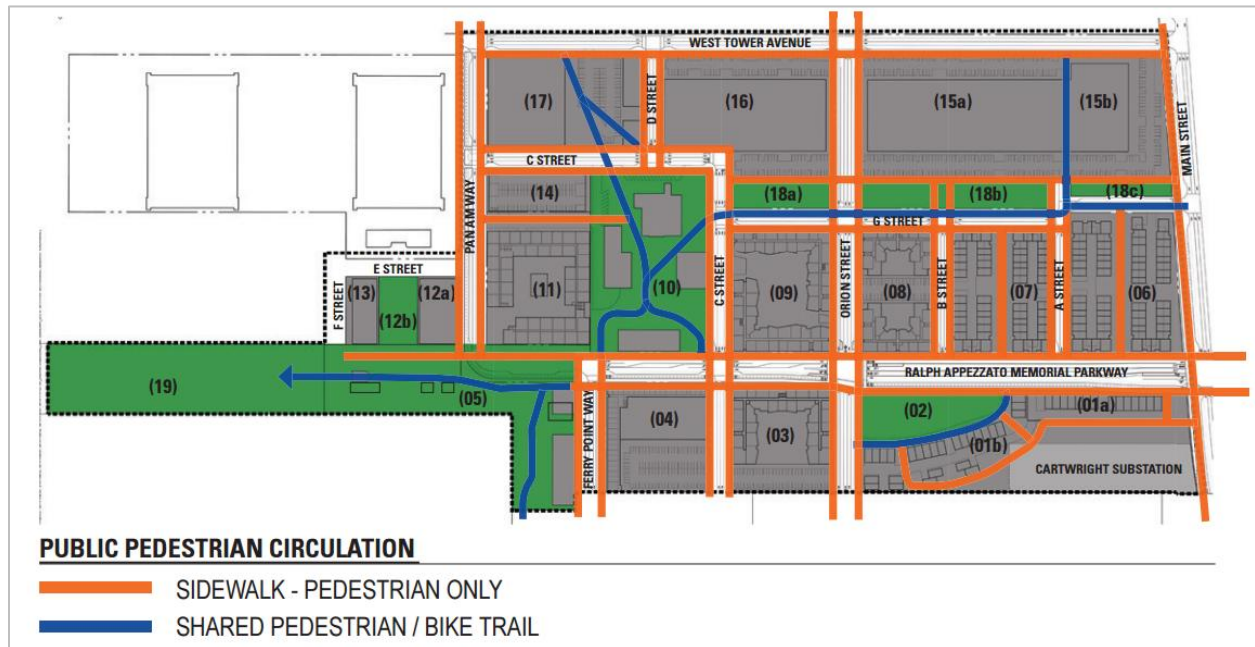 WEST TOWER AVENUE
(17)
D STREET
(16)
(15a)
(15b)
MAIN STREET
C STREET
PAN AM WAY
(14)
(18a)
(18b)
(18c)
G STREET
E STREET
F STREET
(13)
(12b)
(12a)
(11)
(10)
C STREET
(09)
ORION STREET
(08)
B STREET
(07)
A STREET
(06)
RALPH APPEZZATO MEMORIAL PARKWAY
(19)
(05)
FERRY POINT WAY
(04)
(03)
(02)
(01a)
(01b)
CARTWRIGHT SUBSTATION
PUBLIC PEDESTRIAN CIRCULATION
SIDEWALK - PEDESTRIAN ONLY
SHARED PEDESTRIAN / BIKE TRAIL